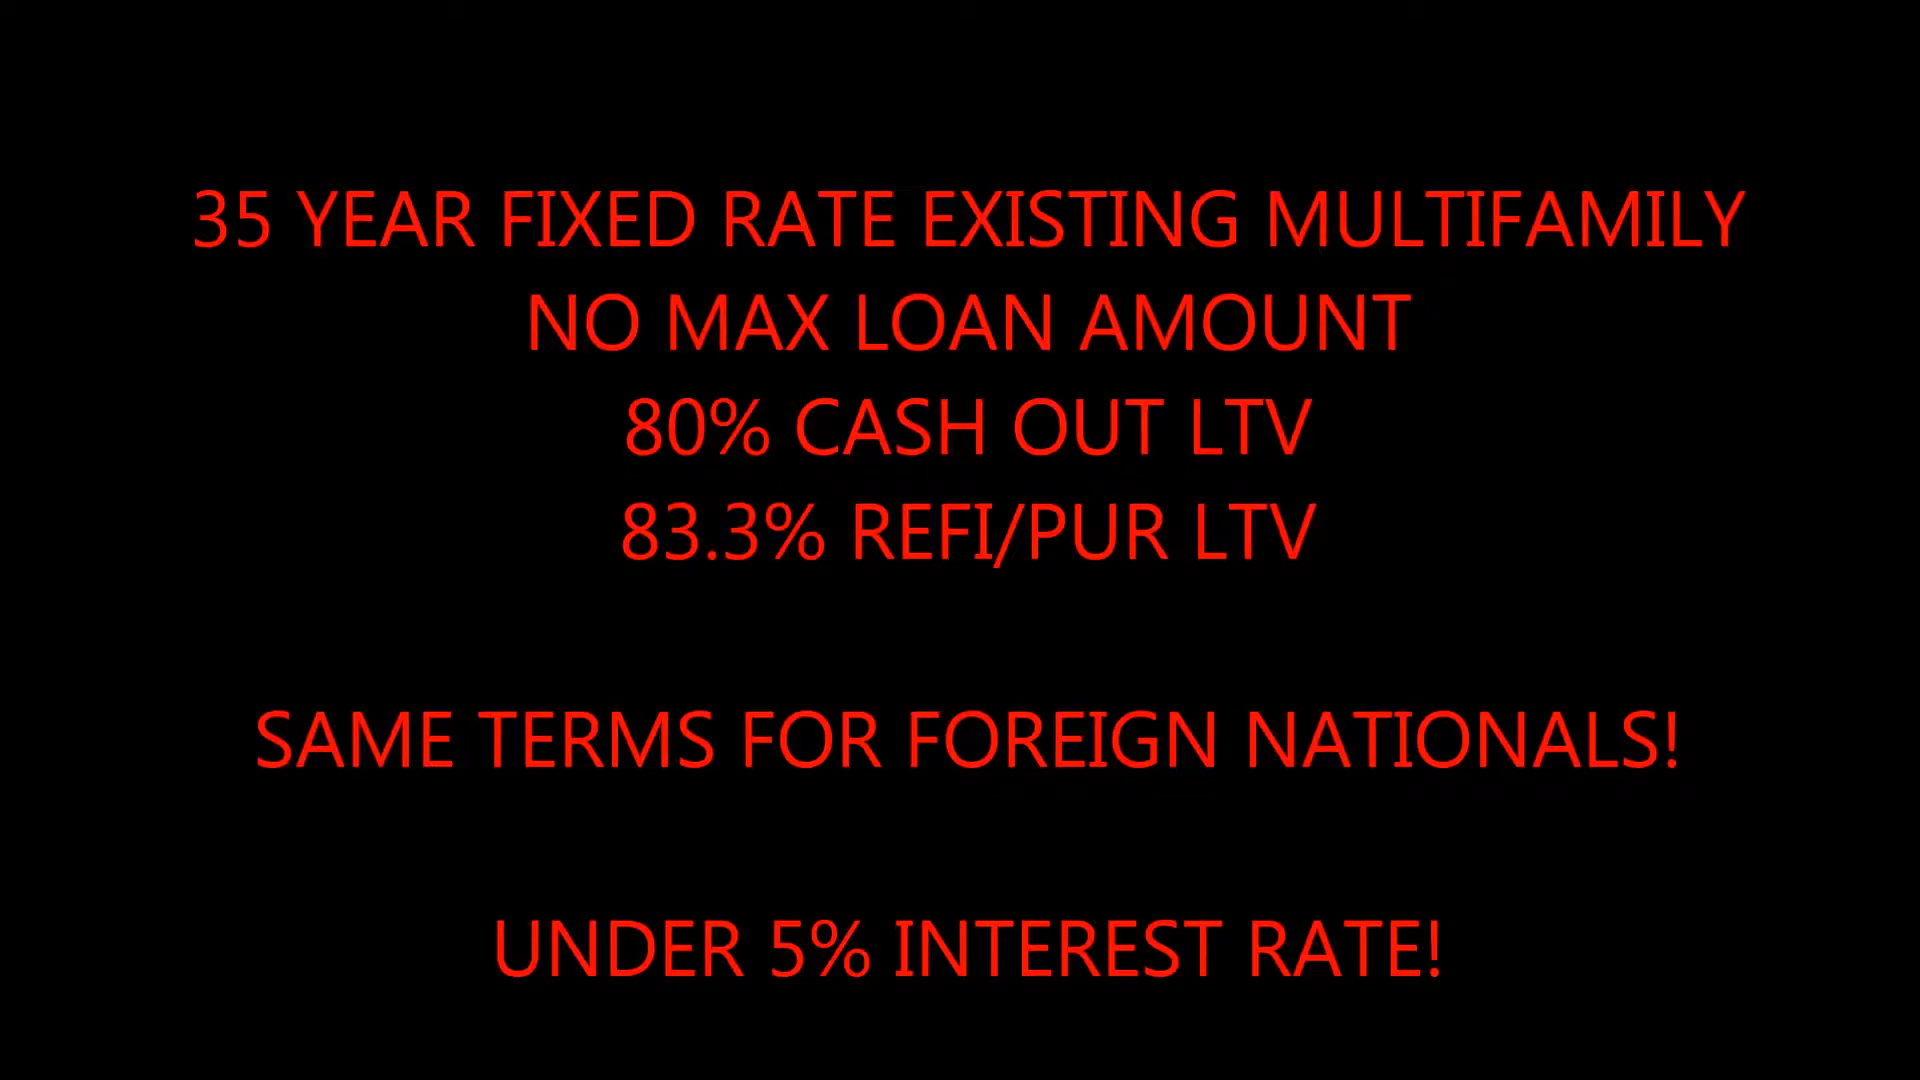 35 YEAR FIXED RATE EXISTING MULTIFAMILY
NO MAX LOAN AMOUNT
80% CASH OUT LTV
83.3% REFI/PUR LTV
SAME TERMS FOR FOREIGN NATIONALS!
UNDER 5% INTEREST RATE!